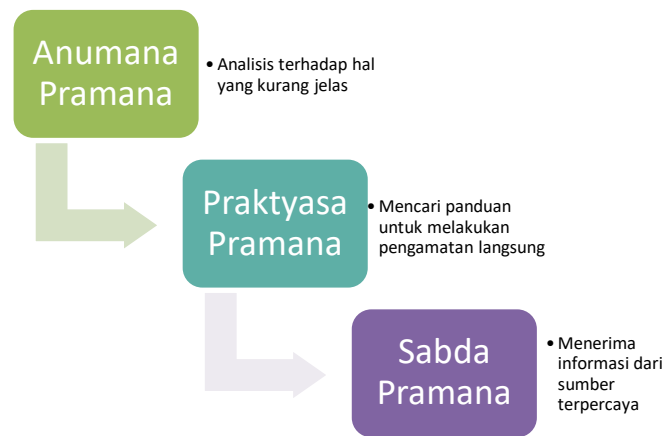 Anumana
Pramana
• Analisis terhadap hal
yang kurang jelas
Praktyasa
Pramana
• Mencari panduan
untuk melakukan
pengamatan langsung
Sabda
Pramana
• Menerima
informasi dari
sumber
terpercaya